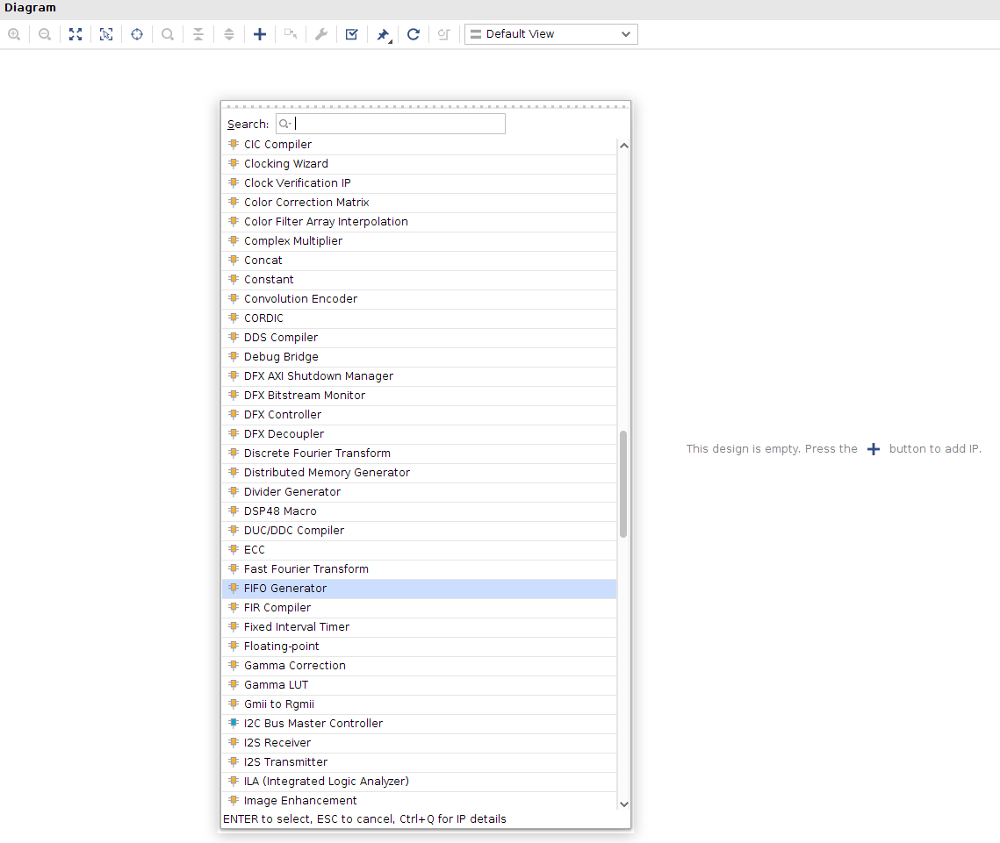 Diagram
Default View
Search:
CIC Compiler
Clocking Wizard
Clock Verification IP
Color Correction Matrix
Color Filter Array Interpolation
Complex Multiplier
Concat
Constant
Convolution Encoder
CORDIC
DDS Compiler
Debug Bridge
DFX AXI Shutdown Manager
DFX Bitstream Monitor
DFX Controller
DFX Decoupler
Discrete Fourier Transform
Distributed Memory Generator
Divider Generator
DSP48 Macro
DUC/DDC Compiler
ECC
Fast Fourier Transform
FIFO Generator
FIR Compiler
Fixed Interval Timer
Floating-point
Gamma Correction
Gamma LUT
Gmii to Rgmii
I2C Bus Master Controller
I2S Receiver
I2S Transmitter
ILA (Integrated Logic Analyzer)
Image Enhancement
ENTER to select, ESC to cancel, Ctrl+Q for IP details
This design is empty. Press the + button to add IP.